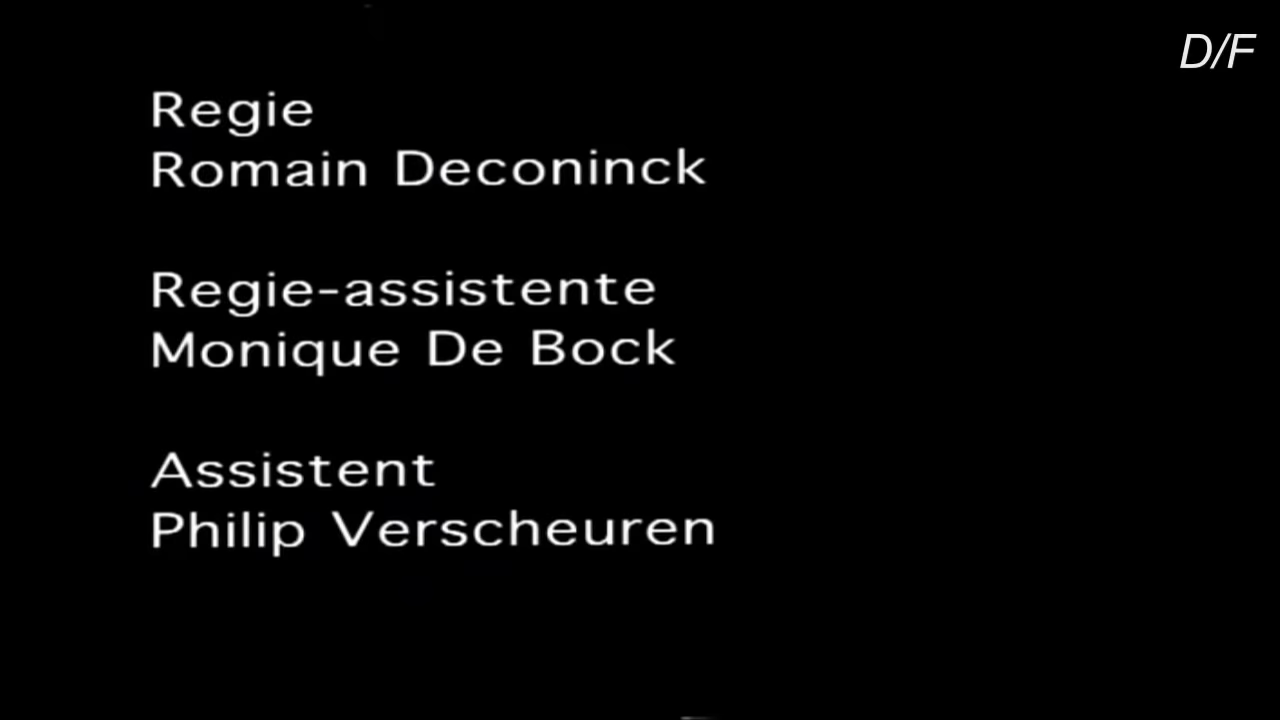 D/F
Regie
Romain Deconinck
Regie-assistente
Monique De Bock
Assistent
Philip Verscheuren